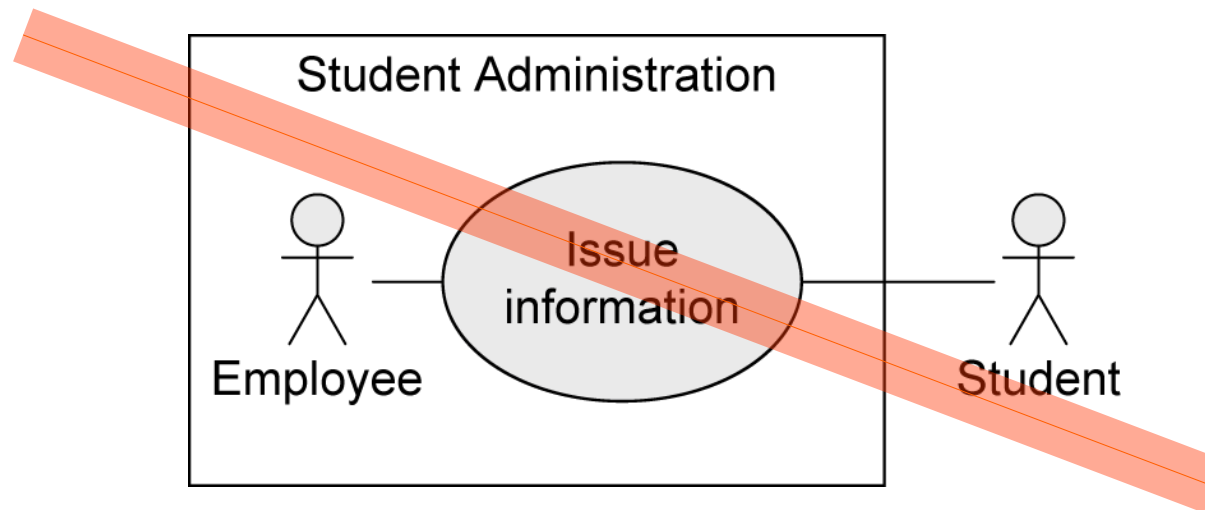 Student Administration
Issue
information
Employee
Student